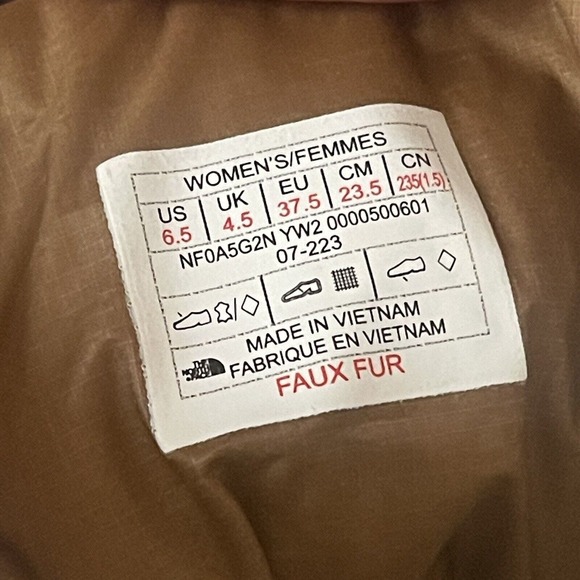 WOMEN'S/FEMMES
US UK EU CM CN
6.5 4.5 37.5 23.5 235(1.5)
NF0A5G2N YW2 0000500601
07-223
MADE IN VIETNAM
FABRIQUE EN VIETNAM
THE
NORTH
FACE
FAUX FUR